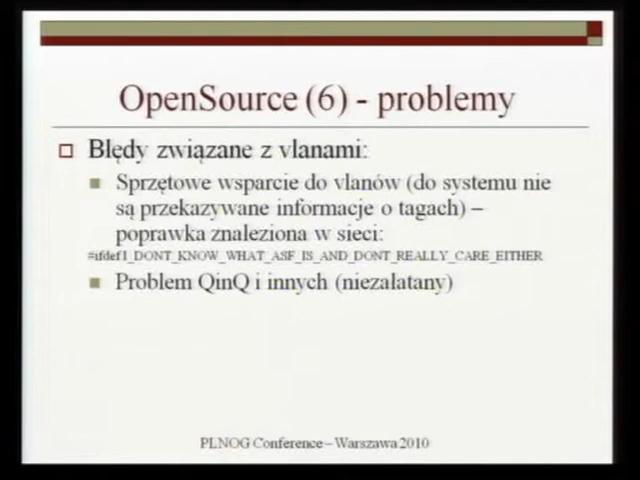 OpenSource (6) - problemy
Błędy związane z vlanami:
Sprzętowe wsparcie do vlanów (do systemu nie
są przekazywane informacje o tagach) –
poprawka znaleziona w sieci:
#ifdef I_DONT_KNOW_WHAT_ASF_IS_AND_DONT_REALLY_CARE_EITHER
Problem QinQ i innych (niezałatany)
PLNOG Conference – Warszawa 2010